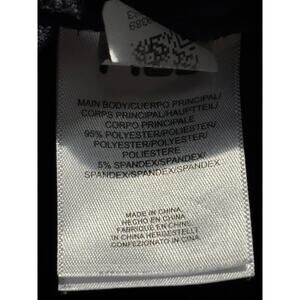 MAIN BODY/CUERPO PRINCIPAL/
CORPS PRINCIPAL/HAUPTTEIL/
CORPO PRINCIPALE
95% POLYESTER/POLIESTER/
POLYESTER/POLYESTER/
POLIESTERE
5% SPANDEX/SPANDEX/
SPANDEX/SPANDEX/SPANDEX
MADE IN CHINA
HECHO EN CHINA
FABRIQUE EN CHINE
IN CHINA HERGESTELLT
CONFEZIONATO IN CINA